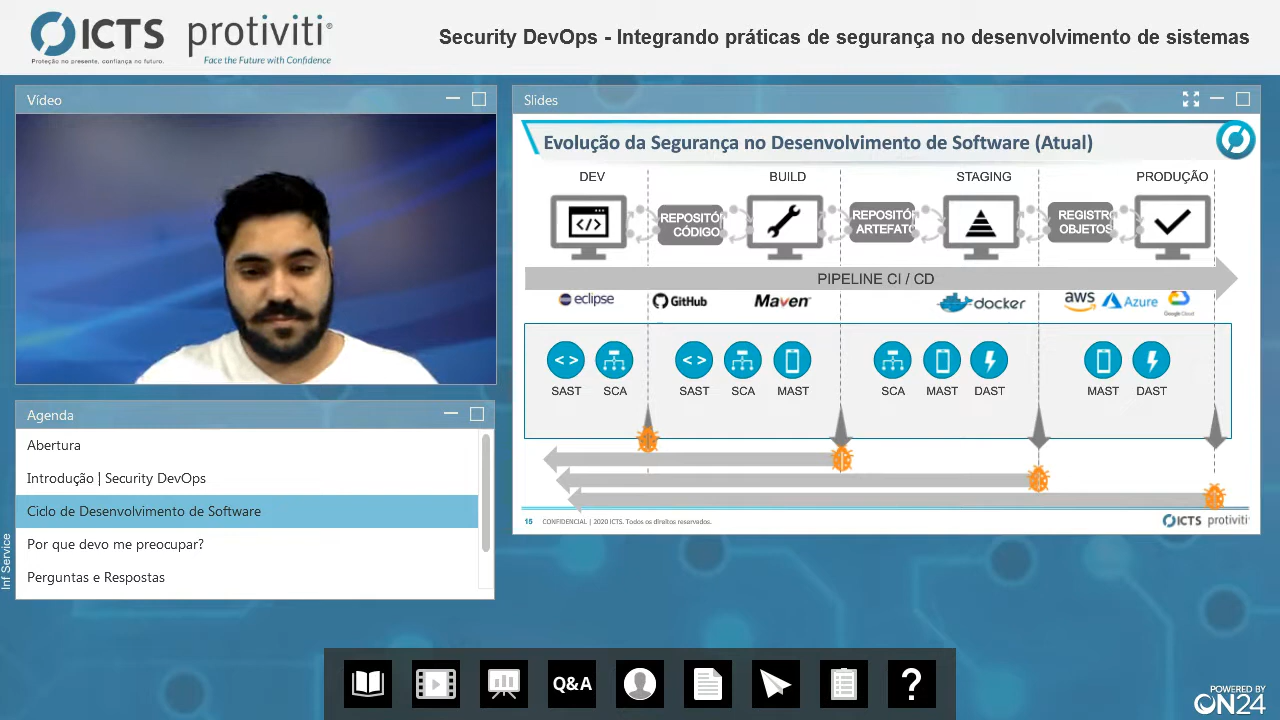 ICTS protiviti®
Proteção no presente, confiança no futuro.
Face the Future with Confidence
Security DevOps - Integrando práticas de segurança no desenvolvimento de sistemas
Vídeo
Slides
Evolução da Segurança no Desenvolvimento de Software (Atual)
DEV BUILD STAGING PRODUÇÃO
REPOSITÓ
CÓDIGO
REPOSITÓ
ARTEFAT
REGISTR
OBJETOS
PIPELINE CI / CD
eclipse GitHub Maven docker aws Azure
Google Cloud
SAST SCA SAST SCA MAST SCA MAST DAST MAST DAST
15 CONFIDENCIAL | 2020 ICTS. Todos os direitos reservados.
ICTS protiviti
Agenda
Abertura
Introdução | Security DevOps
Ciclo de Desenvolvimento de Software
Por que devo me preocupar?
Perguntas e Respostas
Inf Service
Q&A
?
POWERED BY
ON24